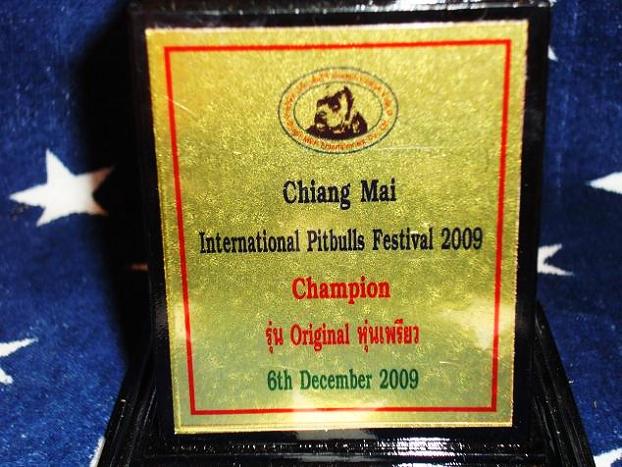 Chiang Mai
International Pitbulls Festival 2009
Champion
รุ่น Original หุ่นเพรียว
6th December 2009